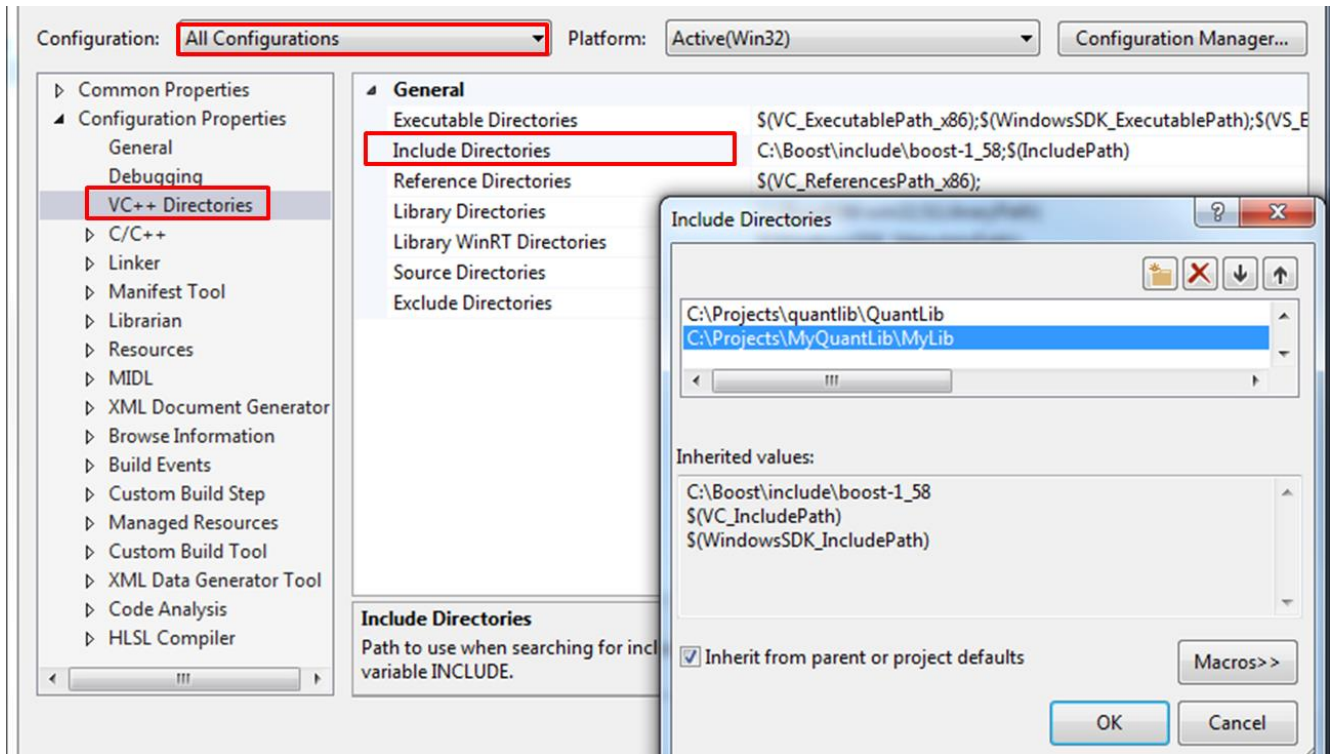 Configuration: All Configurations Platform: Active(Win32) Configuration Manager...
Common Properties
Configuration Properties
General
Debugging
VC++ Directories
C/C++
Linker
Manifest Tool
Librarian
Resources
MIDL
XML Document Generator
Browse Information
Build Events
Custom Build Step
Managed Resources
Custom Build Tool
XML Data Generator Tool
Code Analysis
HLSL Compiler
General
Executable Directories $(VC_ExecutablePath_x86);$(WindowsSDK_ExecutablePath);$(VS_E
Include Directories C:\Boost\include\boost-1_58;$(IncludePath)
Reference Directories $(VC_ReferencesPath_x86);
Library Directories
Library WinRT Directories
Source Directories
Exclude Directories
Include Directories
Path to use when searching for incl
variable INCLUDE.
Include Directories
C:\Projects\quantlib\QuantLib
C:\Projects\MyQuantLib\MyLib
Inherited values:
C:\Boost\include\boost-1_58
$(VC_IncludePath)
$(WindowsSDK_IncludePath)
Inherit from parent or project defaults
Macros>>
OK Cancel